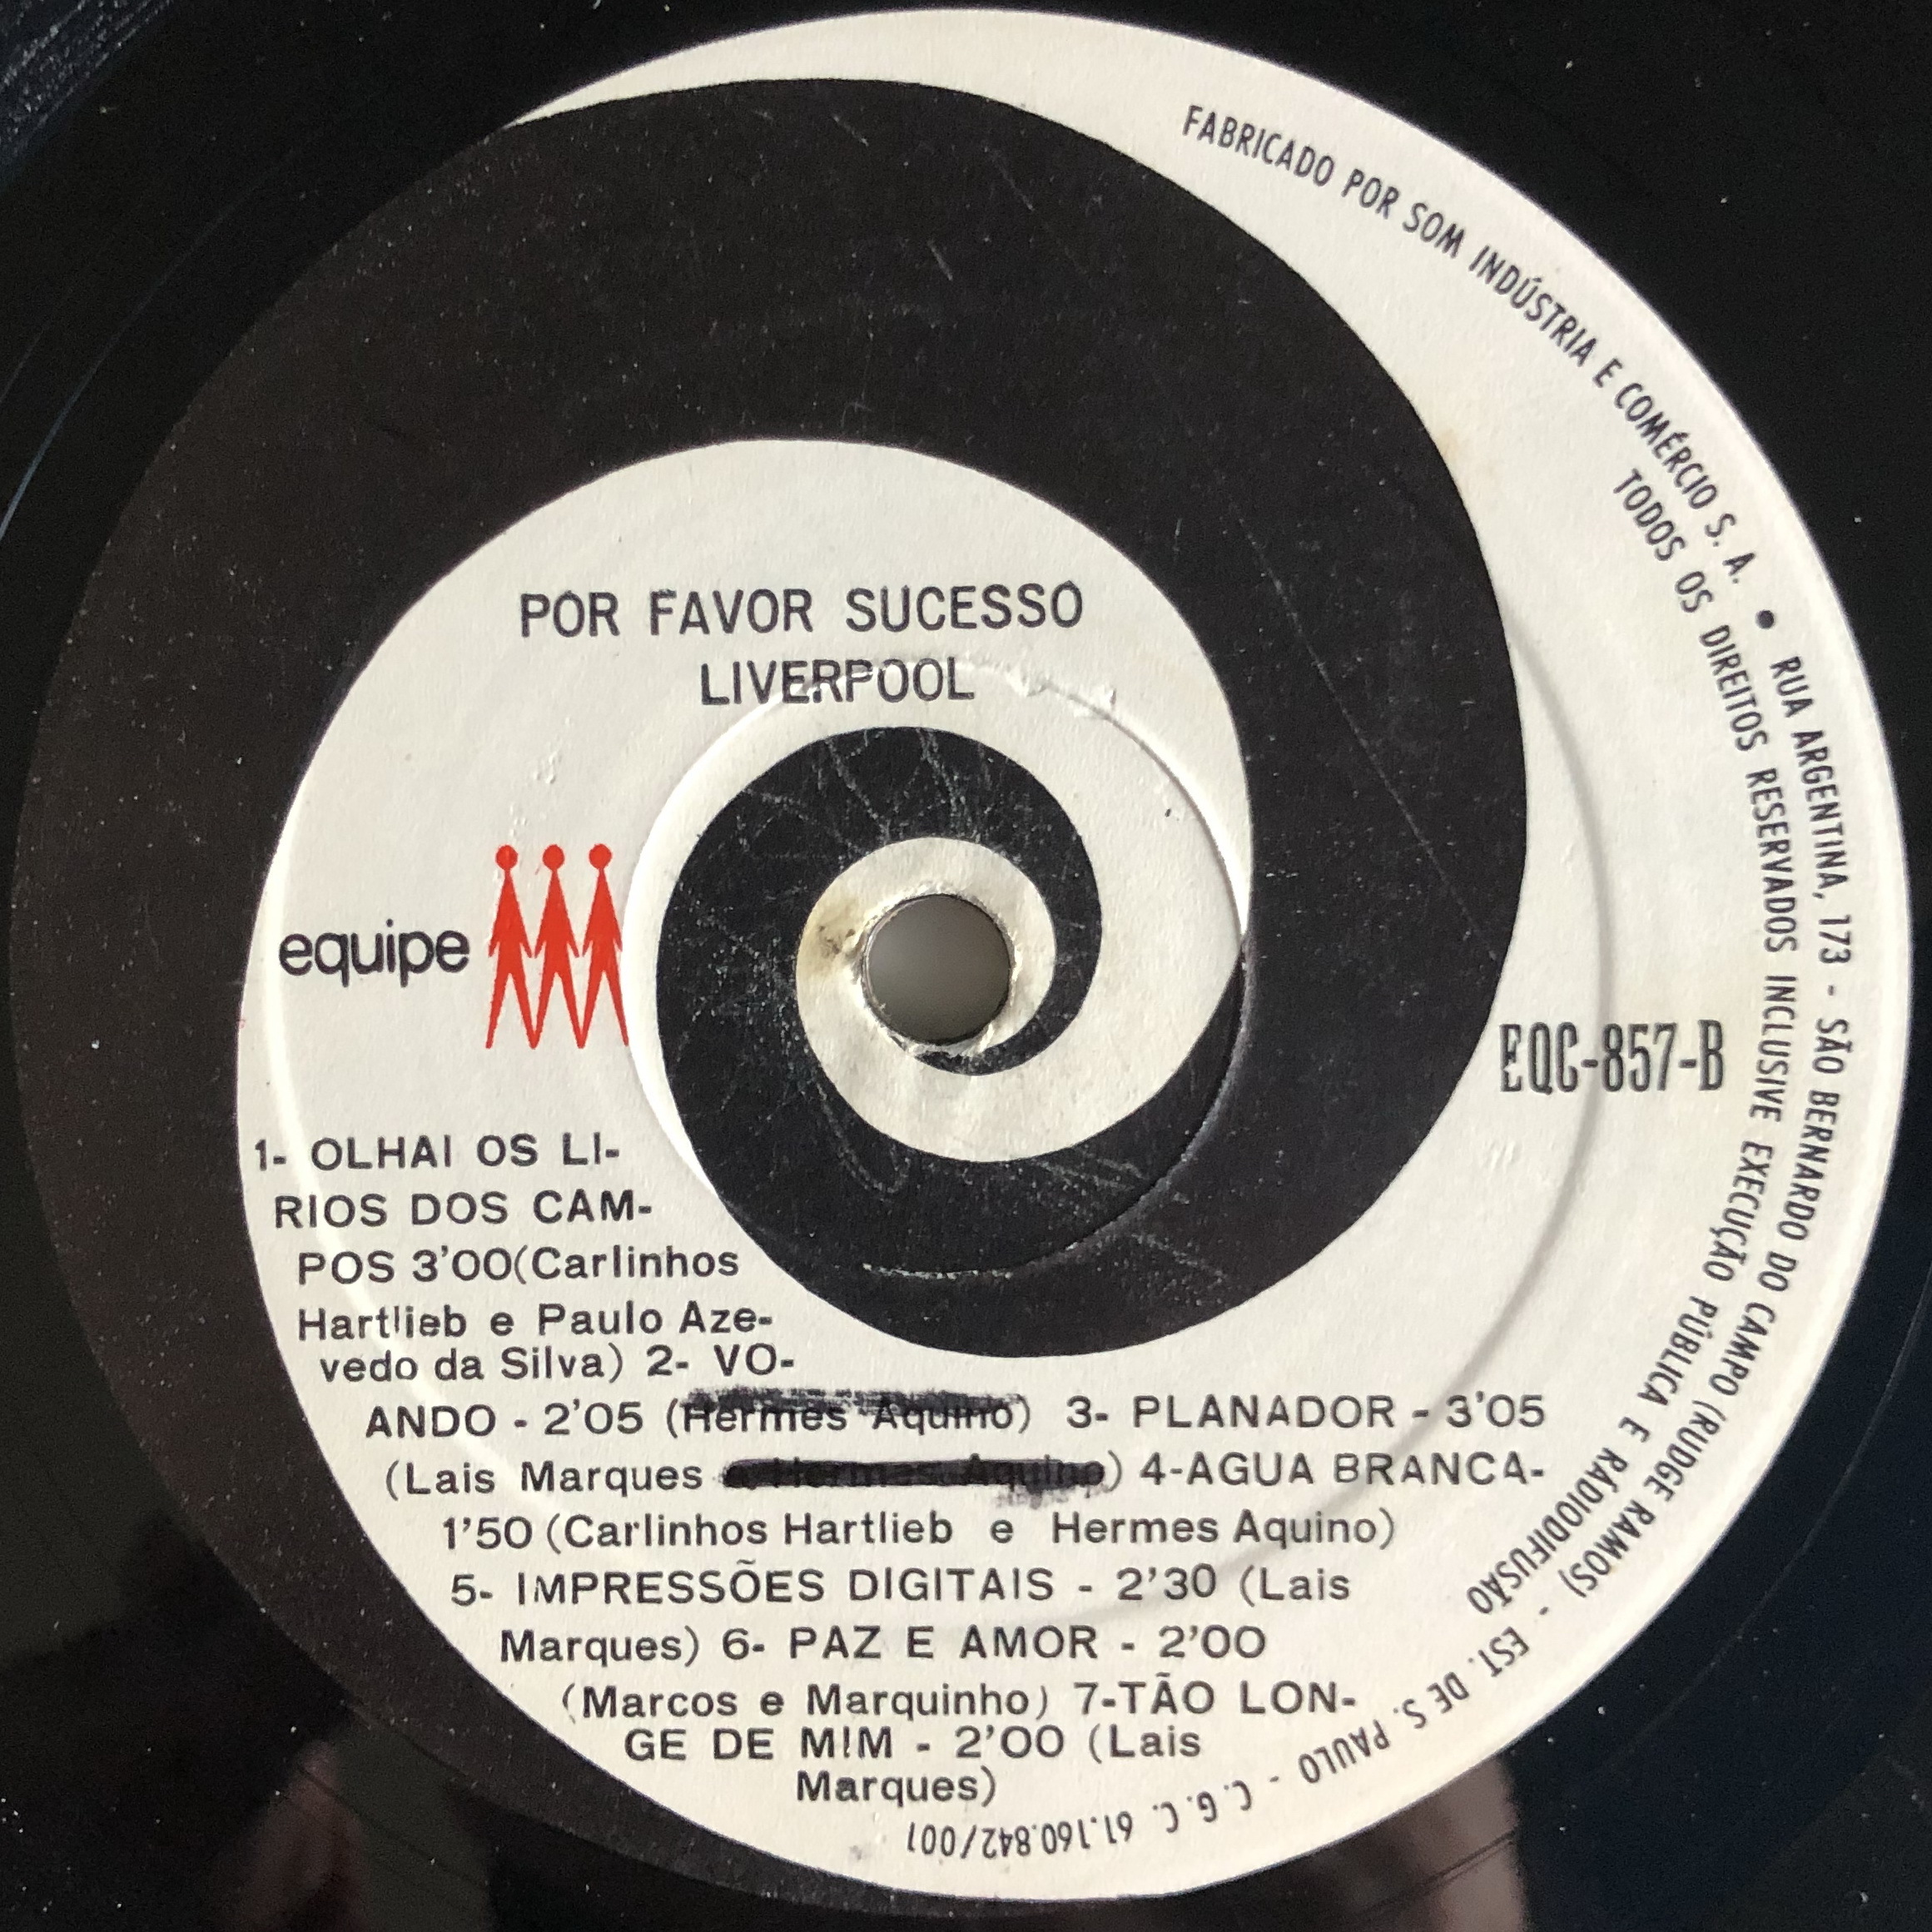 POR FAVOR SUCESSO
LIVERPOOL
equipe
EQC-857-B
1- OLHAI OS LI-
RIOS DOS CAM-
POS 3'00(Carlinhos
Hartlieb e Paulo Aze-
vedo da Silva) 2- VO-
ANDO - 2'05 (Hermes Aquino) 3- PLANADOR - 3'05
(Lais Marques e Hermes Aquino) 4-AGUA BRANCA-
1'50 (Carlinhos Hartlieb e Hermes Aquino)
5- IMPRESSÕES DIGITAIS - 2'30 (Lais
Marques) 6- PAZ E AMOR - 2'00
(Marcos e Marquinho) 7-TÃO LON-
GE DE MIM - 2'00 (Lais
Marques)
FABRICADO POR SOM INDÚSTRIA E COMÉRCIO S. A. • RUA ARGENTINA, 173 - SÃO BERNARDO DO CAMPO (RUDGE RAMOS) - EST. DE S. PAULO - C. G. C. 61.160.842/001
TODOS OS DIREITOS RESERVADOS INCLUSIVE EXECUÇÃO PÚBLICA E RÁDIODIFUSÃO